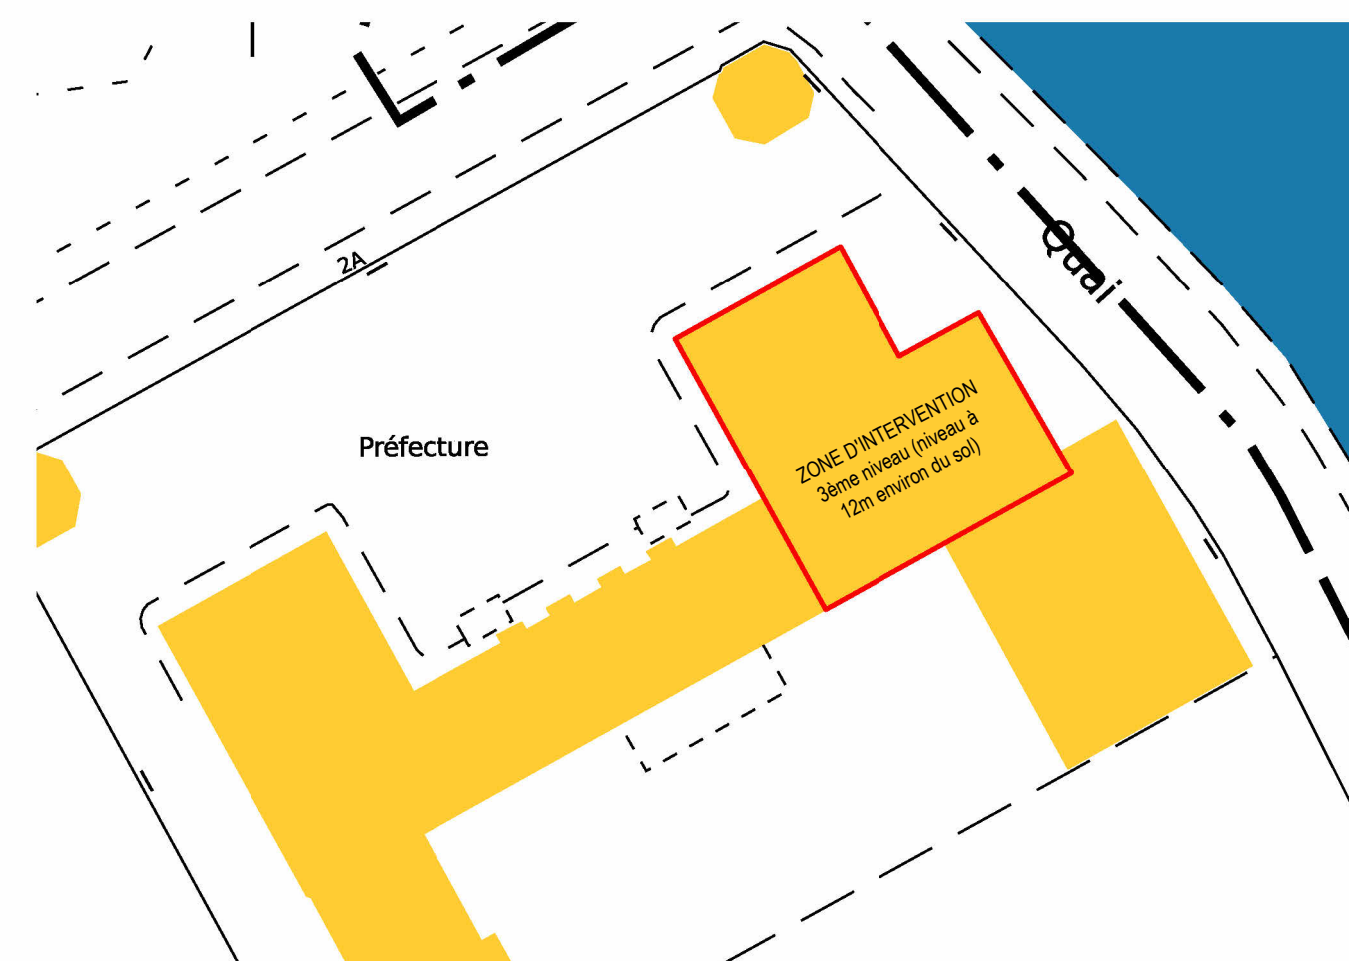 2A
Quai
ZONE D'INTERVENTION
3ème niveau (niveau à
12m environ du sol)
Préfecture